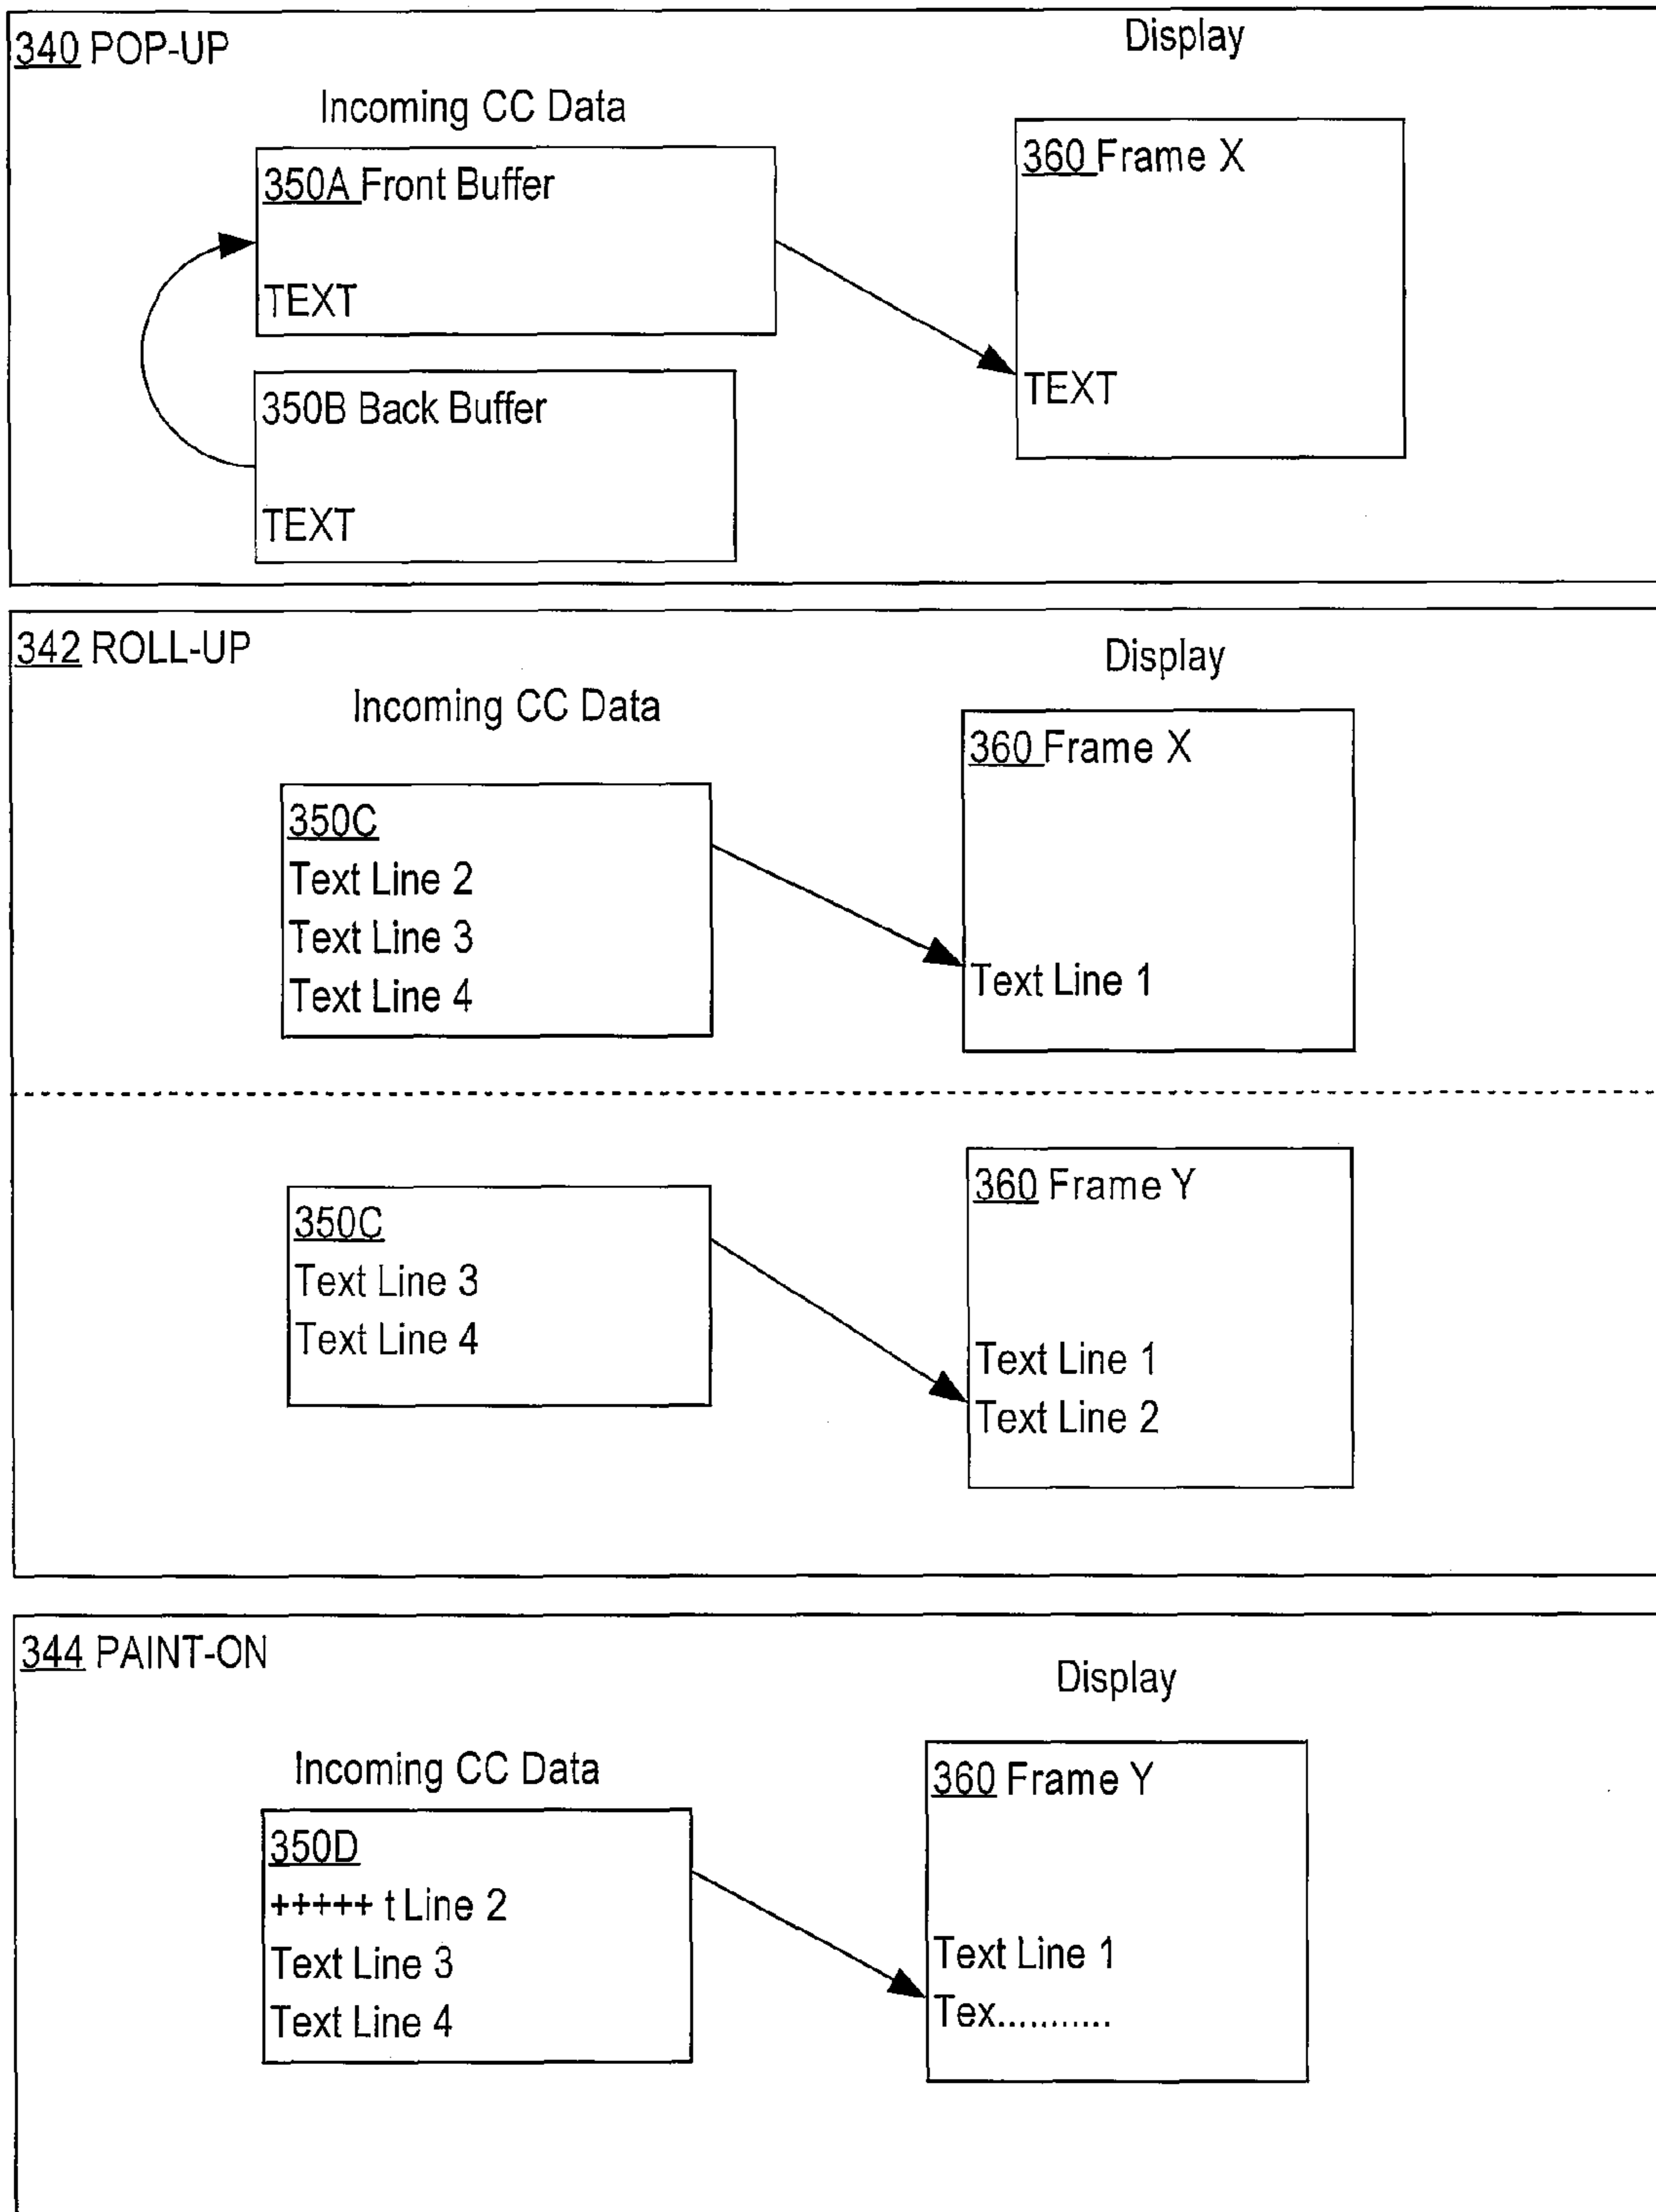 340 POP-UP
Display
Incoming CC Data
350A Front Buffer
TEXT
360 Frame X
TEXT
350B Back Buffer
TEXT
342 ROLL-UP
Display
Incoming CC Data
360 Frame X
350C
Text Line 2
Text Line 3
Text Line 4
Text Line 1
360 Frame Y
350C
Text Line 3
Text Line 4
Text Line 1
Text Line 2
344 PAINT-ON
Display
Incoming CC Data
360 Frame Y
350D
+++++ t Line 2
Text Line 3
Text Line 4
Text Line 1
Tex...........